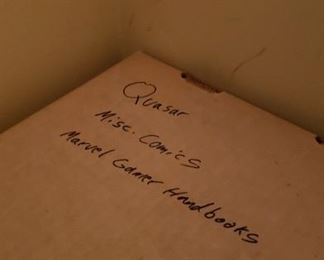 Quasar
Misc. Comics
Marvel Gamer Handbooks